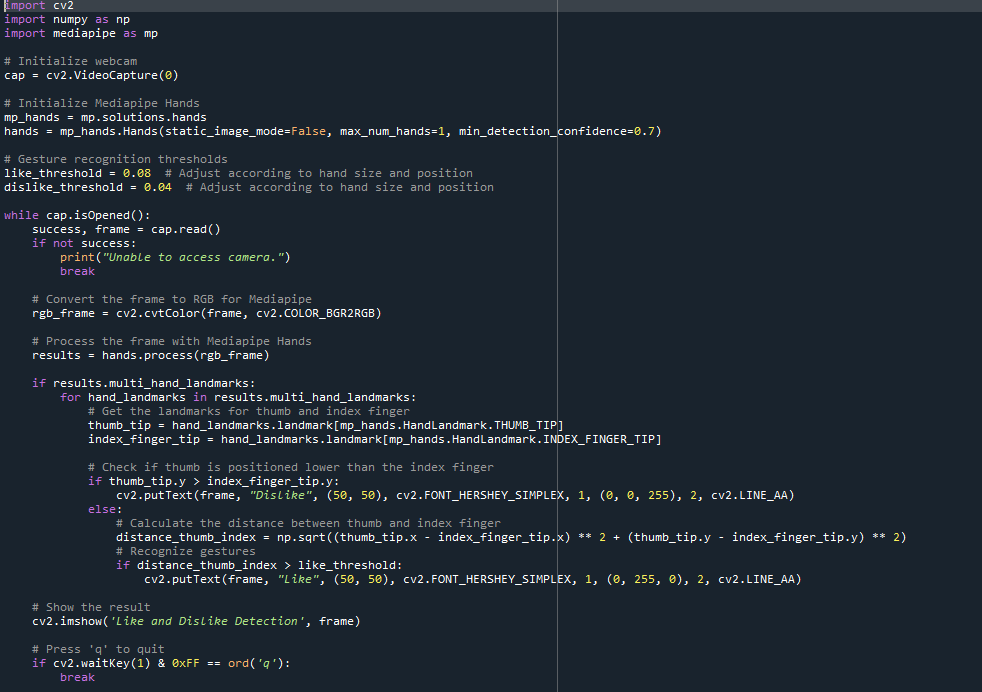 import cv2
import numpy as np
import mediapipe as mp

# Initialize webcam
cap = cv2.VideoCapture(0)

# Initialize Mediapipe Hands
mp_hands = mp.solutions.hands
hands = mp_hands.Hands(static_image_mode=False, max_num_hands=1, min_detection_confidence=0.7)

# Gesture recognition thresholds
like_threshold = 0.08  # Adjust according to hand size and position
dislike_threshold = 0.04  # Adjust according to hand size and position

while cap.isOpened():
    success, frame = cap.read()
    if not success:
        print("Unable to access camera.")
        break

    # Convert the frame to RGB for Mediapipe
    rgb_frame = cv2.cvtColor(frame, cv2.COLOR_BGR2RGB)

    # Process the frame with Mediapipe Hands
    results = hands.process(rgb_frame)

    if results.multi_hand_landmarks:
        for hand_landmarks in results.multi_hand_landmarks:
            # Get the landmarks for thumb and index finger
            thumb_tip = hand_landmarks.landmark[mp_hands.HandLandmark.THUMB_TIP]
            index_finger_tip = hand_landmarks.landmark[mp_hands.HandLandmark.INDEX_FINGER_TIP]

            # Check if thumb is positioned lower than the index finger
            if thumb_tip.y > index_finger_tip.y:
                cv2.putText(frame, "Dislike", (50, 50), cv2.FONT_HERSHEY_SIMPLEX, 1, (0, 0, 255), 2, cv2.LINE_AA)
            else:
                # Calculate the distance between thumb and index finger
                distance_thumb_index = np.sqrt((thumb_tip.x - index_finger_tip.x) ** 2 + (thumb_tip.y - index_finger_tip.y) ** 2)
                # Recognize gestures
                if distance_thumb_index > like_threshold:
                    cv2.putText(frame, "Like", (50, 50), cv2.FONT_HERSHEY_SIMPLEX, 1, (0, 255, 0), 2, cv2.LINE_AA)

    # Show the result
    cv2.imshow('Like and Dislike Detection', frame)

    # Press 'q' to quit
    if cv2.waitKey(1) & 0xFF == ord('q'):
        break